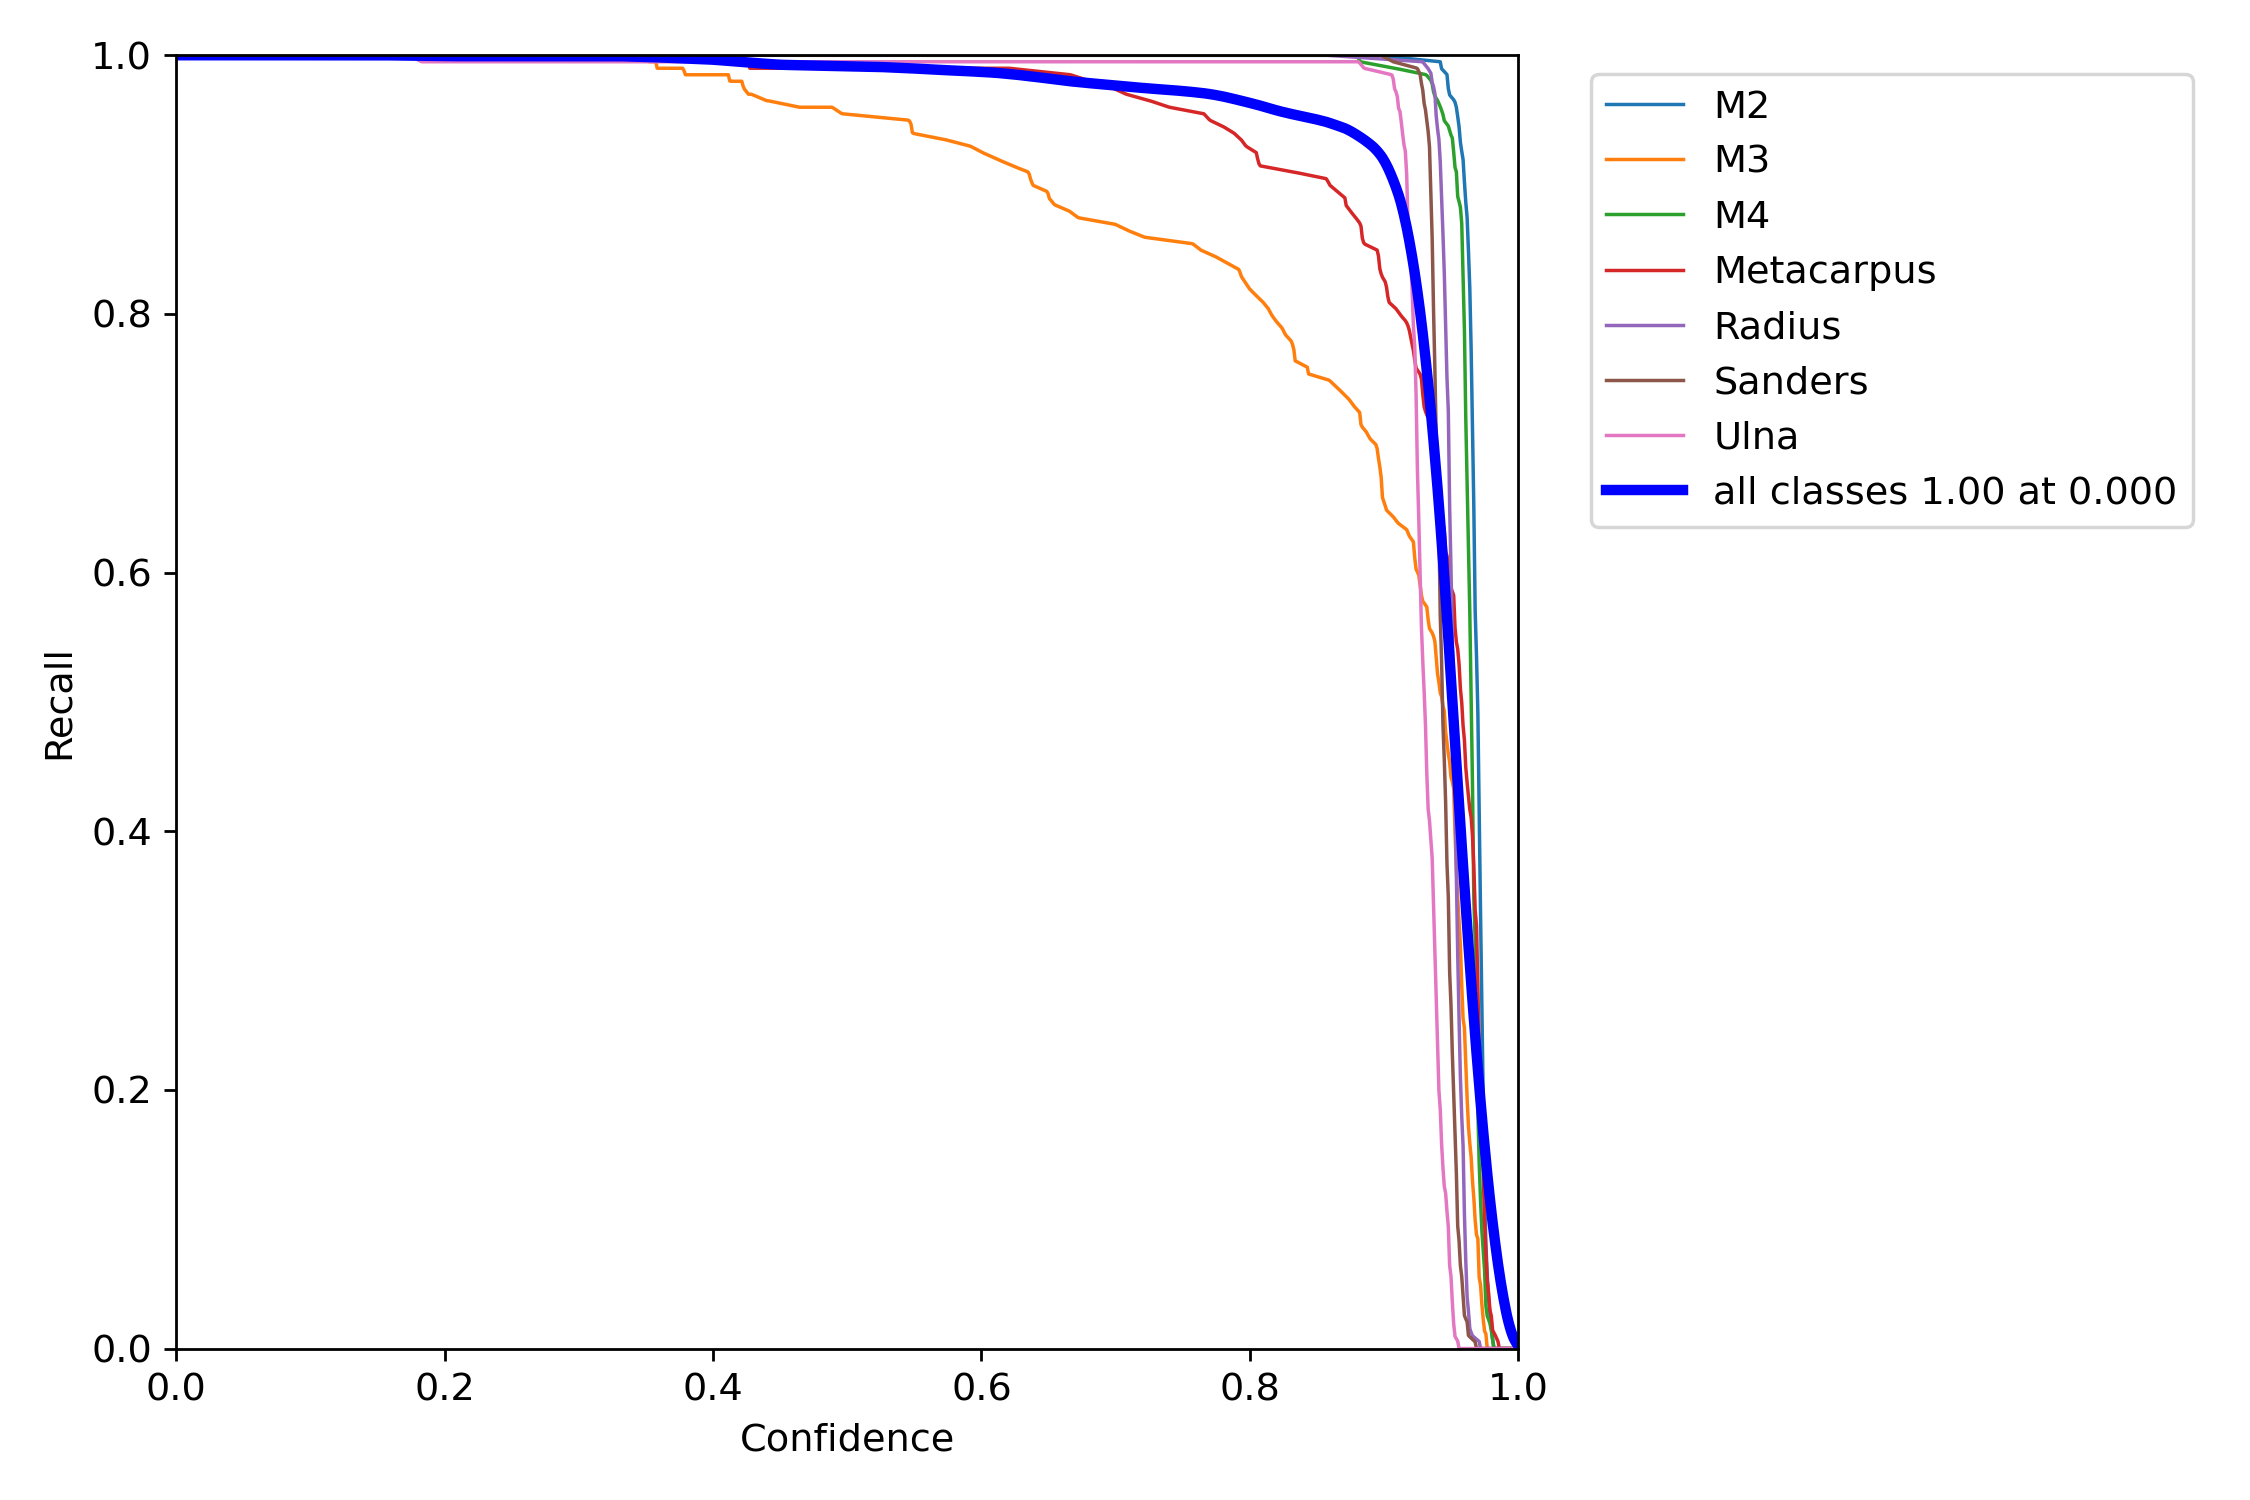 1.0
0.8
0.6
0.4
0.2
0.0
Recall
0.0 0.2 0.4 0.6 0.8 1.0
Confidence
M2
M3
M4
Metacarpus
Radius
Sanders
Ulna
all classes 1.00 at 0.000